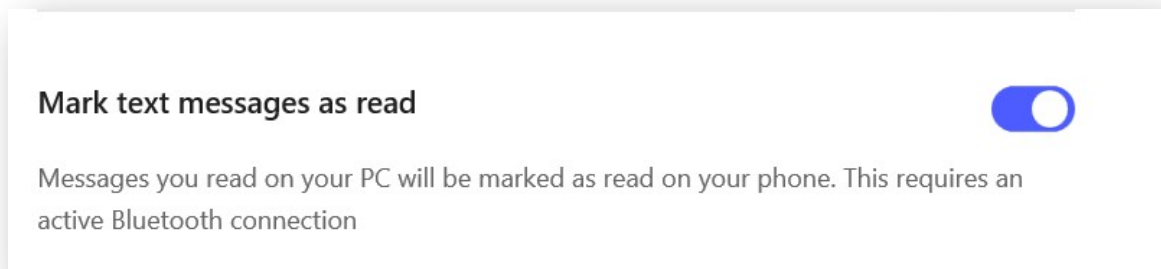 Mark text messages as read
Messages you read on your PC will be marked as read on your phone. This requires an
active Bluetooth connection